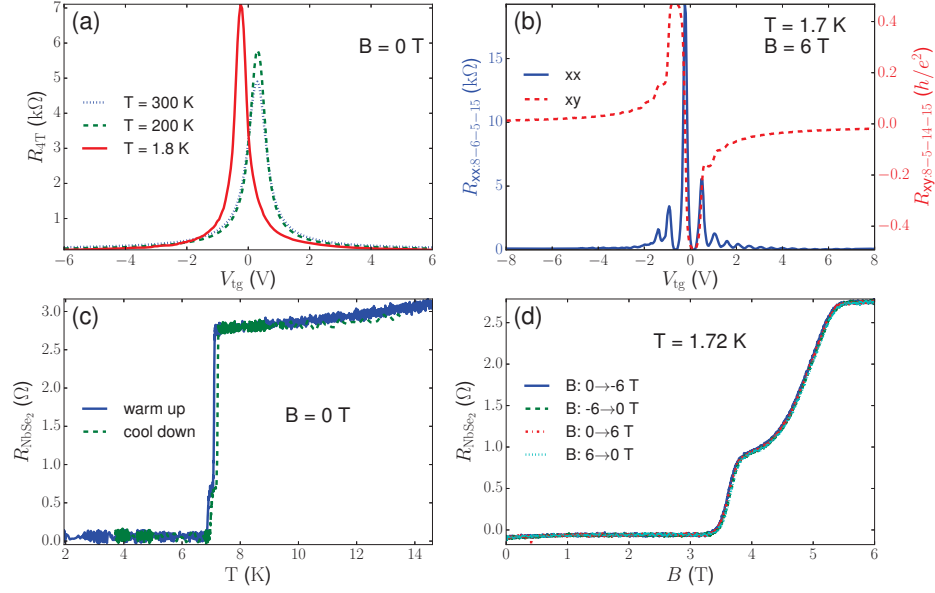 (a)
B = 0 T
T = 300 K
T = 200 K
T = 1.8 K
R4T (kΩ)
7
6
5
4
3
2
1
−6 −4 −2 0 2 4 6
Vtg (V)
(b)
T = 1.7 K
B = 6 T
xx
xy
Rxx:8−6−5−15 (kΩ)
15
10
5
0
Rxy:8−5−14−15 (h/e²)
0.4
0.2
0.0
−0.2
−0.4
−8 −6 −4 −2 0 2 4 6 8
Vtg (V)
(c)
B = 0 T
warm up
cool down
RNbSe2 (Ω)
3.0
2.5
2.0
1.5
1.0
0.5
0.0
2 4 6 8 10 12 14
T (K)
(d)
T = 1.72 K
B: 0→-6 T
B: -6→0 T
B: 0→6 T
B: 6→0 T
RNbSe2 (Ω)
2.5
2.0
1.5
1.0
0.5
0.0
0 1 2 3 4 5 6
B (T)